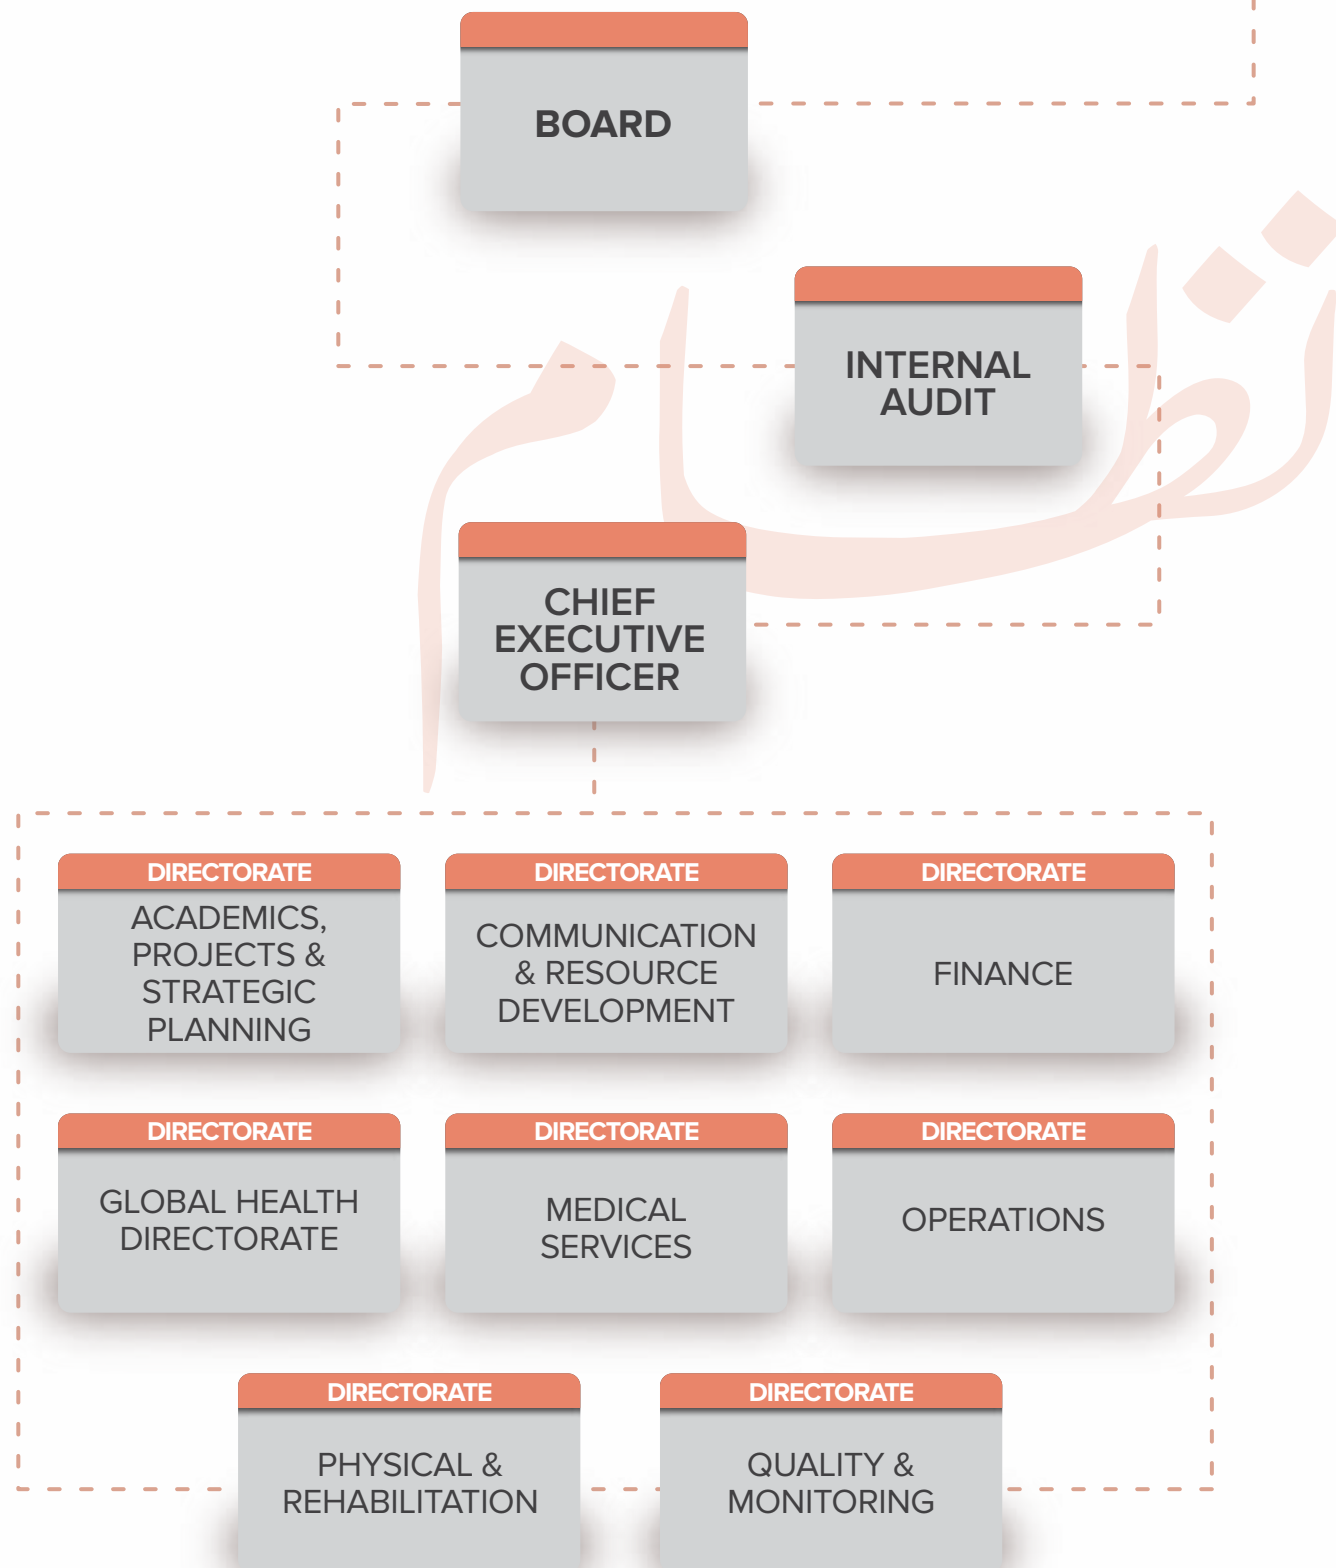 BOARD
نظام
INTERNAL
AUDIT
CHIEF
EXECUTIVE
OFFICER
DIRECTORATE
ACADEMICS,
PROJECTS &
STRATEGIC
PLANNING
DIRECTORATE
COMMUNICATION
& RESOURCE
DEVELOPMENT
DIRECTORATE
FINANCE
DIRECTORATE
GLOBAL HEALTH
DIRECTORATE
DIRECTORATE
MEDICAL
SERVICES
DIRECTORATE
OPERATIONS
DIRECTORATE
PHYSICAL &
REHABILITATION
DIRECTORATE
QUALITY &
MONITORING